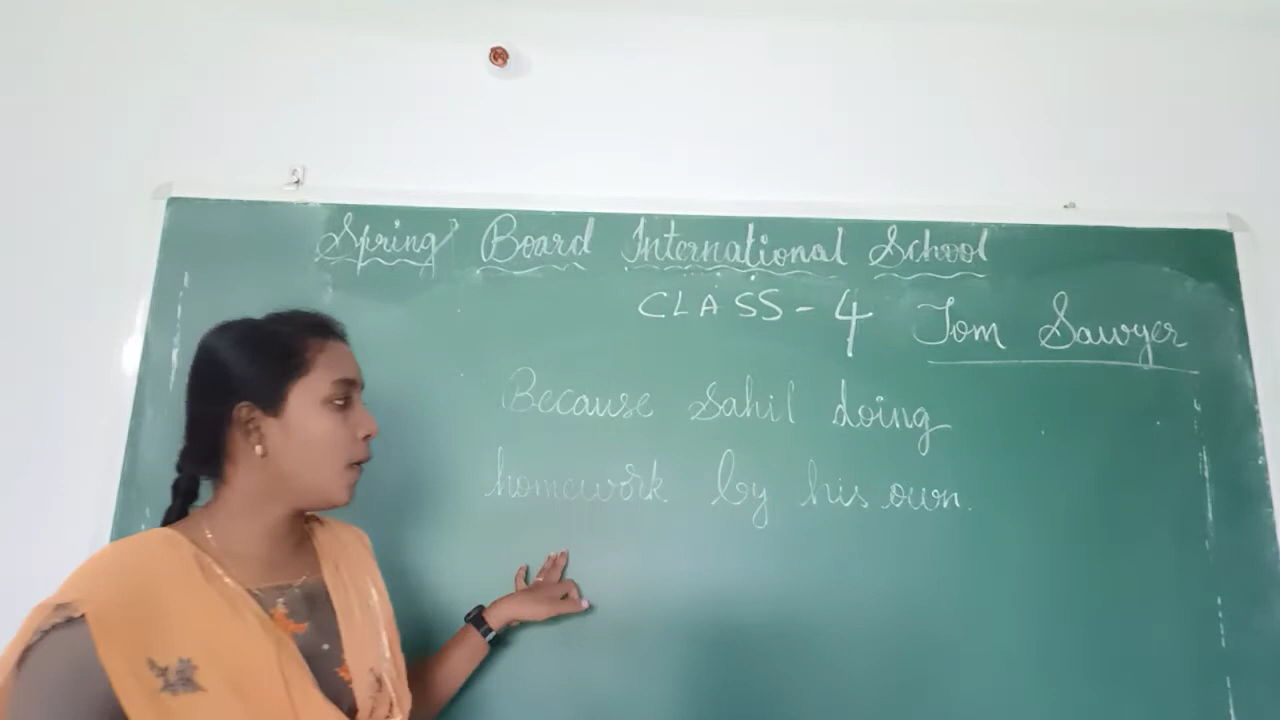 Spring Board International School
CLASS - 4
Tom Sawyer
Because Sahil doing
homework by his own.